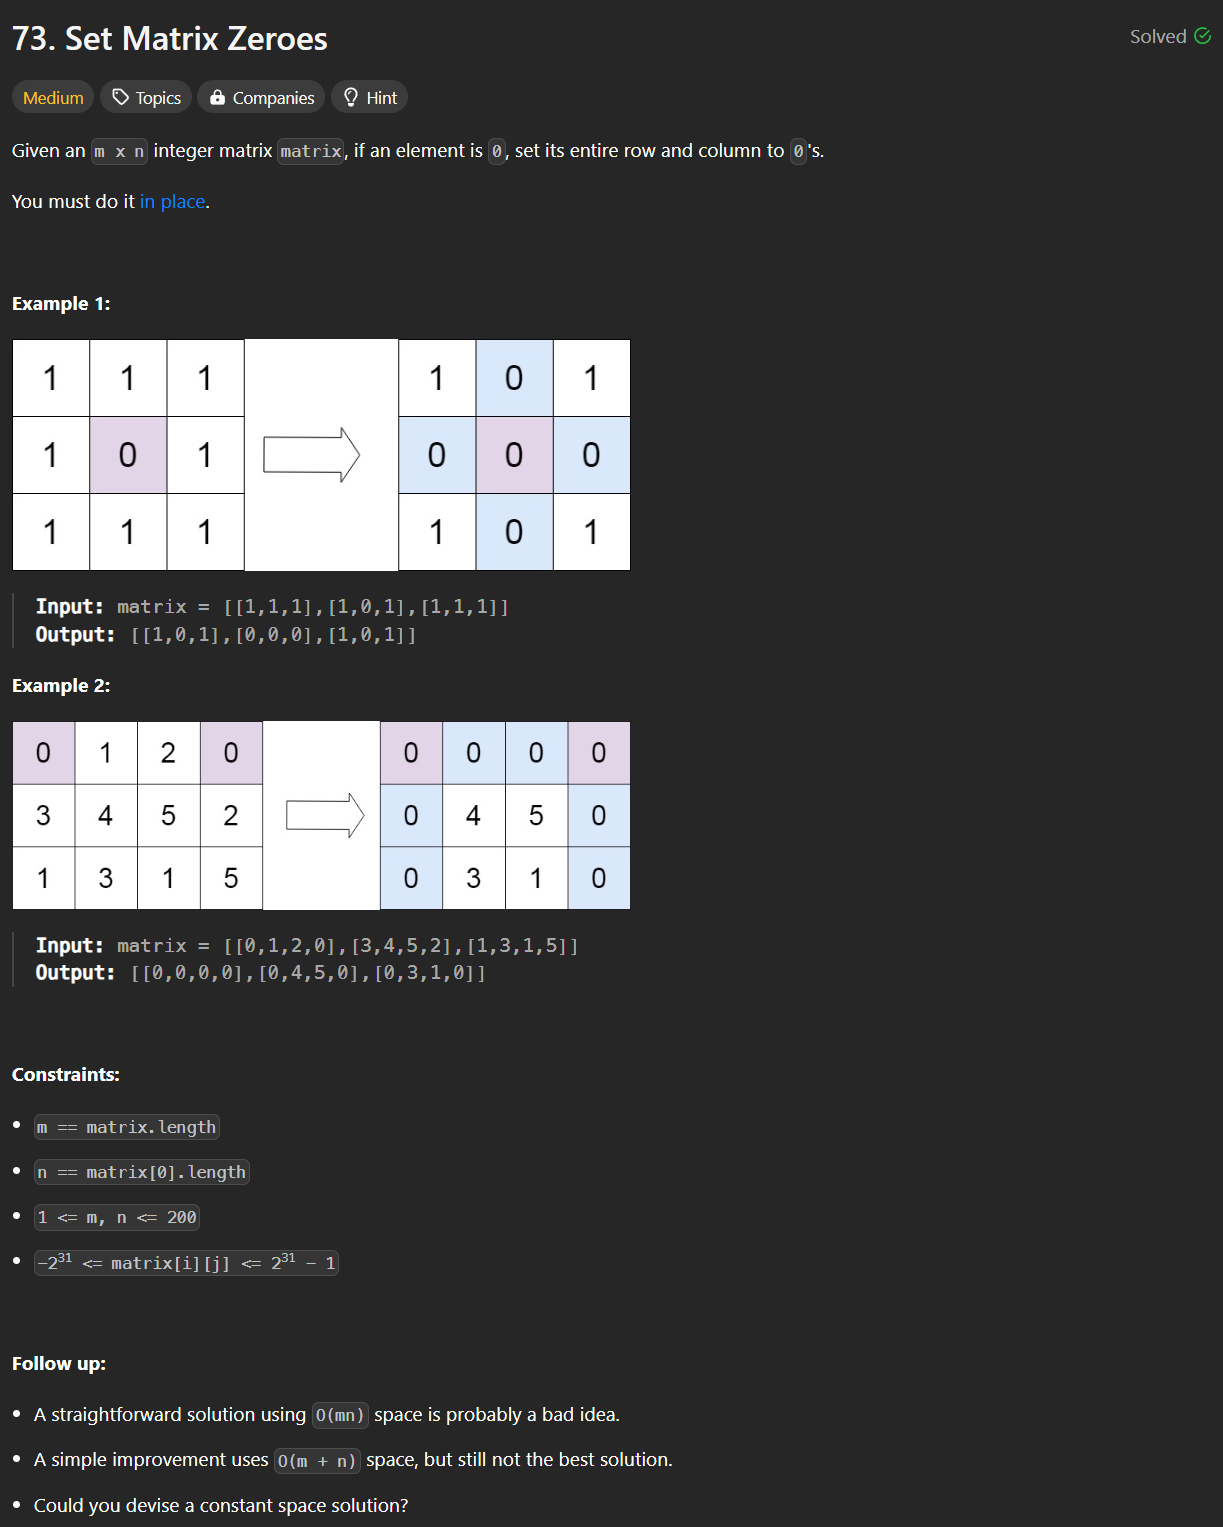 73. Set Matrix Zeroes
Solved
Medium Topics Companies Hint
Given an m x n integer matrix matrix, if an element is 0, set its entire row and column to 0's.
You must do it in place.
Example 1:
1 1 1 1 0 1
1 0 1 0 0 0
1 1 1 1 0 1
Input: matrix = [[1,1,1],[1,0,1],[1,1,1]]
Output: [[1,0,1],[0,0,0],[1,0,1]]
Example 2:
0 1 2 0 0 0 0 0
3 4 5 2 0 4 5 0
1 3 1 5 0 3 1 0
Input: matrix = [[0,1,2,0],[3,4,5,2],[1,3,1,5]]
Output: [[0,0,0,0],[0,4,5,0],[0,3,1,0]]
Constraints:
• m == matrix.length
• n == matrix[0].length
• 1 <= m, n <= 200
• −2³¹ <= matrix[i][j] <= 2³¹ − 1
Follow up:
• A straightforward solution using O(mn) space is probably a bad idea.
• A simple improvement uses O(m + n) space, but still not the best solution.
• Could you devise a constant space solution?